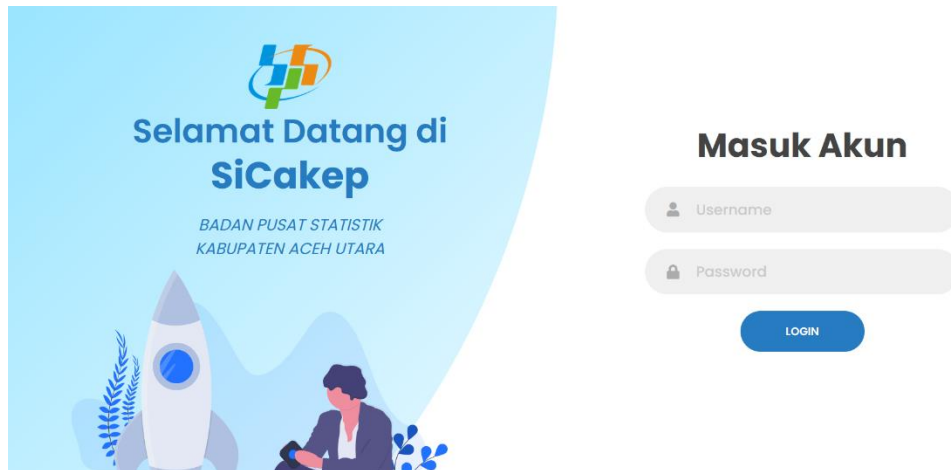 Selamat Datang di
SiCakep
BADAN PUSAT STATISTIK
KABUPATEN ACEH UTARA
Masuk Akun
Username
Password
LOGIN